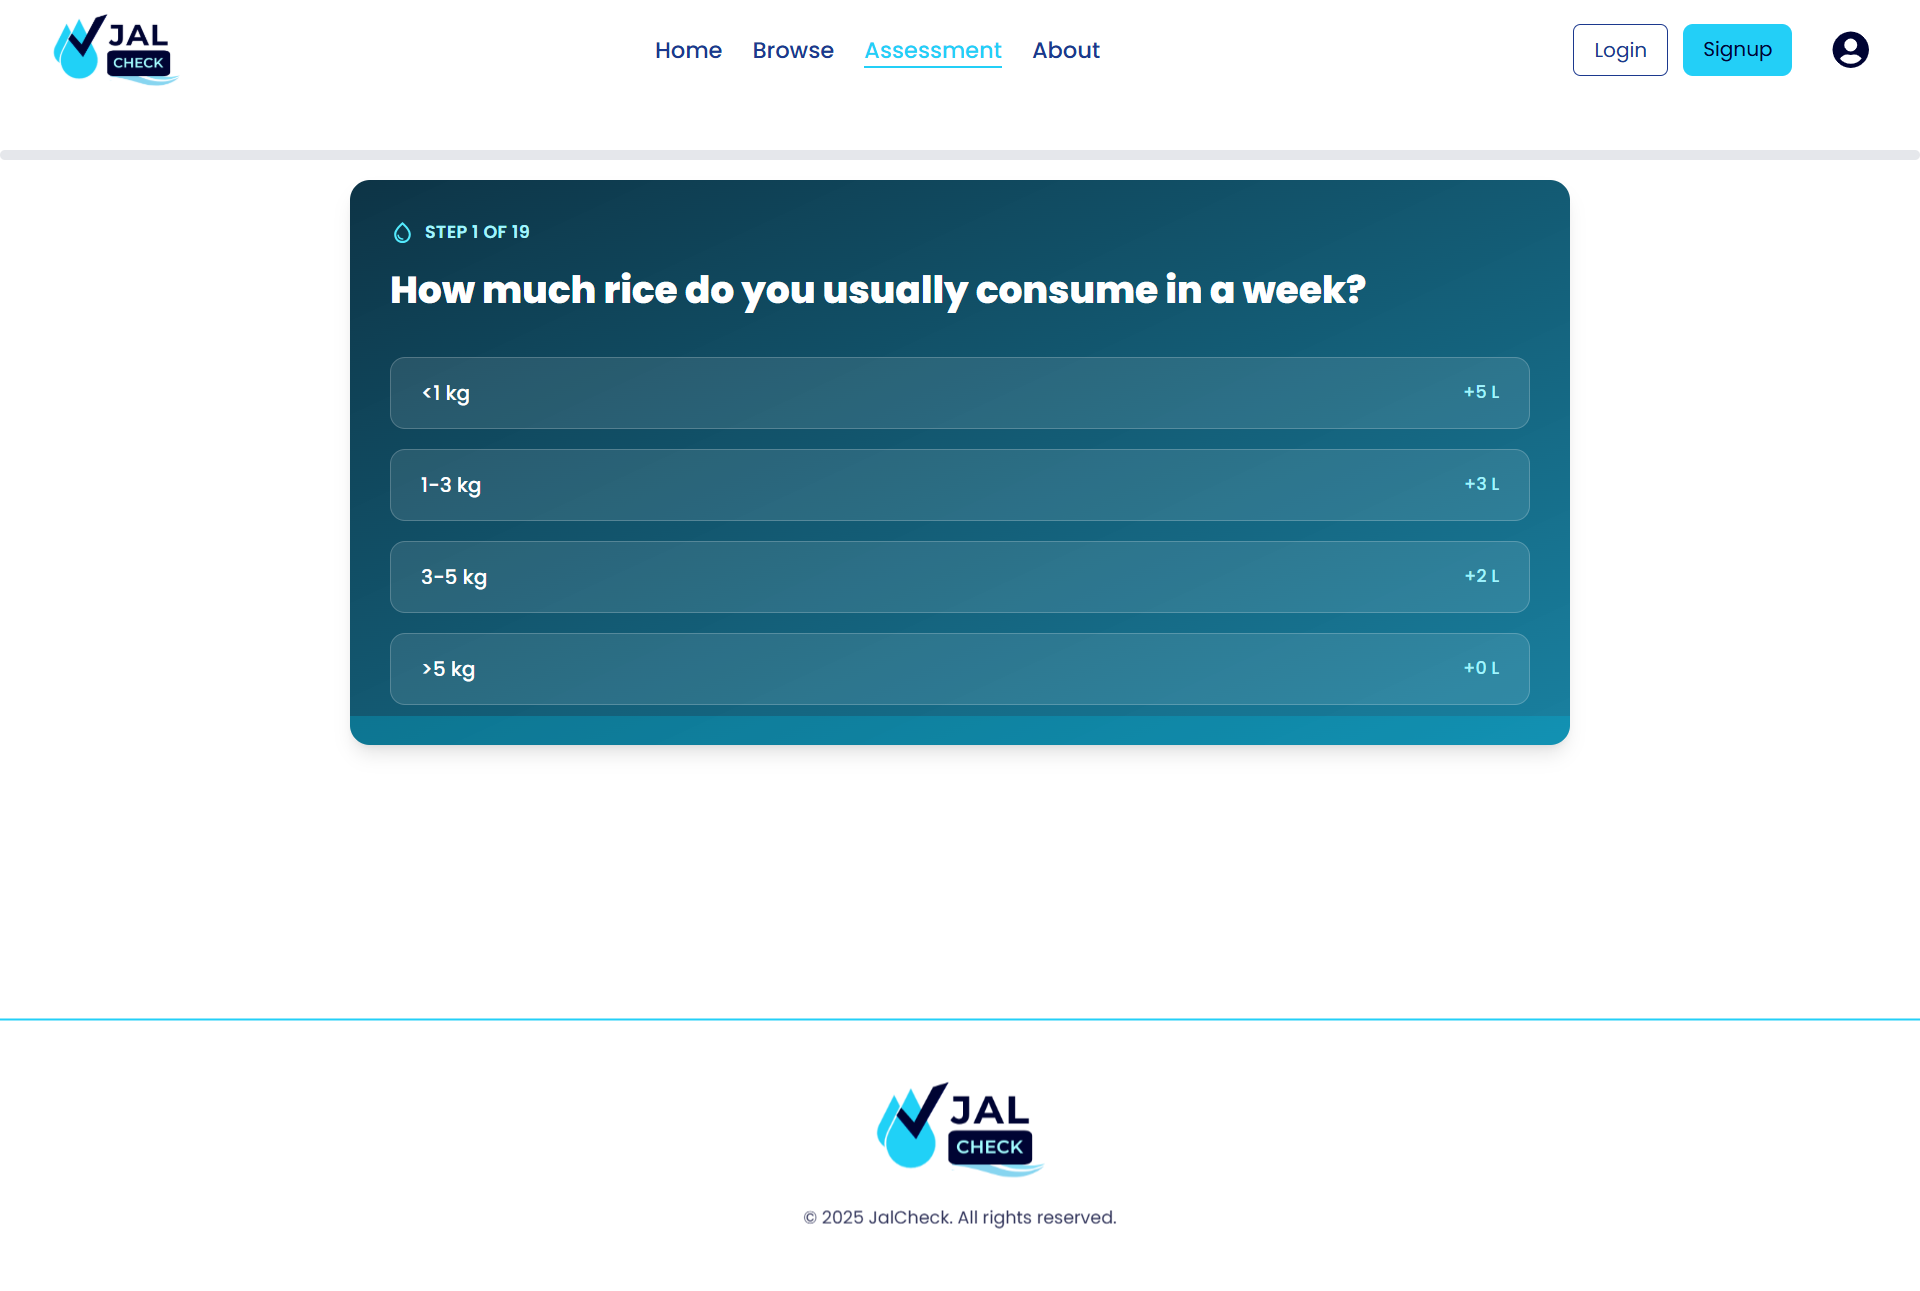 JAL
CHECK
Home
Browse
Assessment
About
Login
Signup
STEP 1 OF 19
How much rice do you usually consume in a week?
<1 kg +5 L
1-3 kg +3 L
3-5 kg +2 L
>5 kg +0 L
JAL
CHECK
© 2025 JalCheck. All rights reserved.